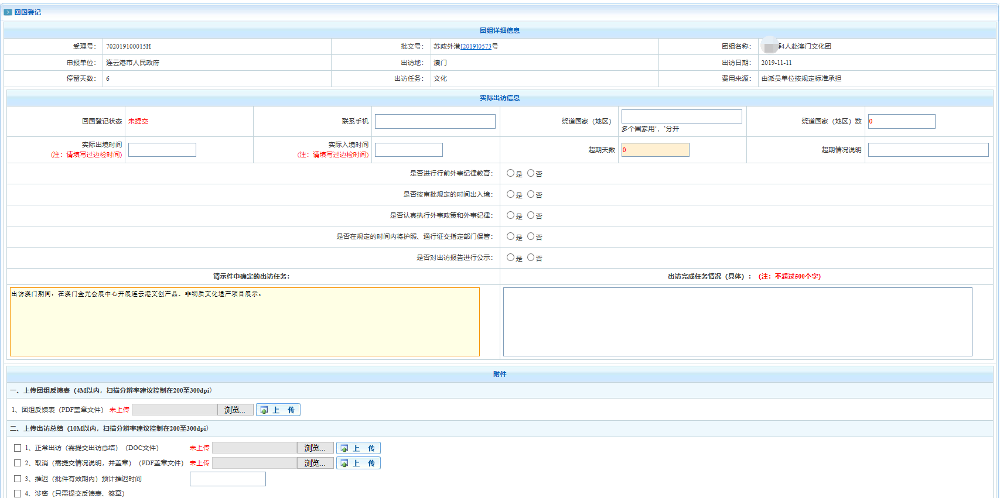 回国登记
团组详细信息
受理号： 702019100015H 批文号： 苏政外港[2019]0573号 团组名称： 等4人赴澳门文化团
申报单位： 连云港市人民政府 出访地： 澳门 出访日期： 2019-11-11
停留天数： 6 出访任务： 文化 费用来源： 由派员单位按规定标准承担
实际出访信息
回国登记状态 未提交 联系手机 绕道国家（地区） 多个国家用'，'分开 绕道国家（地区）数 0
实际出境时间 (注：请填写过边检时间) 实际入境时间 (注：请填写过边检时间) 超期天数 0 超期情况说明
是否进行行前外事纪律教育： 是 否
是否按审批规定的时间出入境： 是 否
是否认真执行外事政策和外事纪律： 是 否
是否在规定的时间内将护照、通行证交指定部门保管： 是 否
是否对出访报告进行公示： 是 否
请示件中确定的出访任务： 出访完成任务情况（具体）：（注：不超过500个字）
出访澳门期间，在澳门金光会展中心开展连云港文创产品、非物质文化遗产项目展示。
附件
一、上传团组反馈表（4M以内，扫描分辨率建议控制在200至300dpi）
1、团组反馈表（PDF盖章文件） 未上传 浏览... 上 传
二、上传出访总结（10M以内，扫描分辨率建议控制在200至300dpi）
1、正常出访（需提交出访总结）（DOC文件） 未上传 浏览... 上 传
2、取消（需提交情况说明，并盖章）（PDF盖章文件） 未上传 浏览... 上 传
3、推迟（批件有效期内）预计推迟时间
4、涉密（只需提交反馈表、签章）